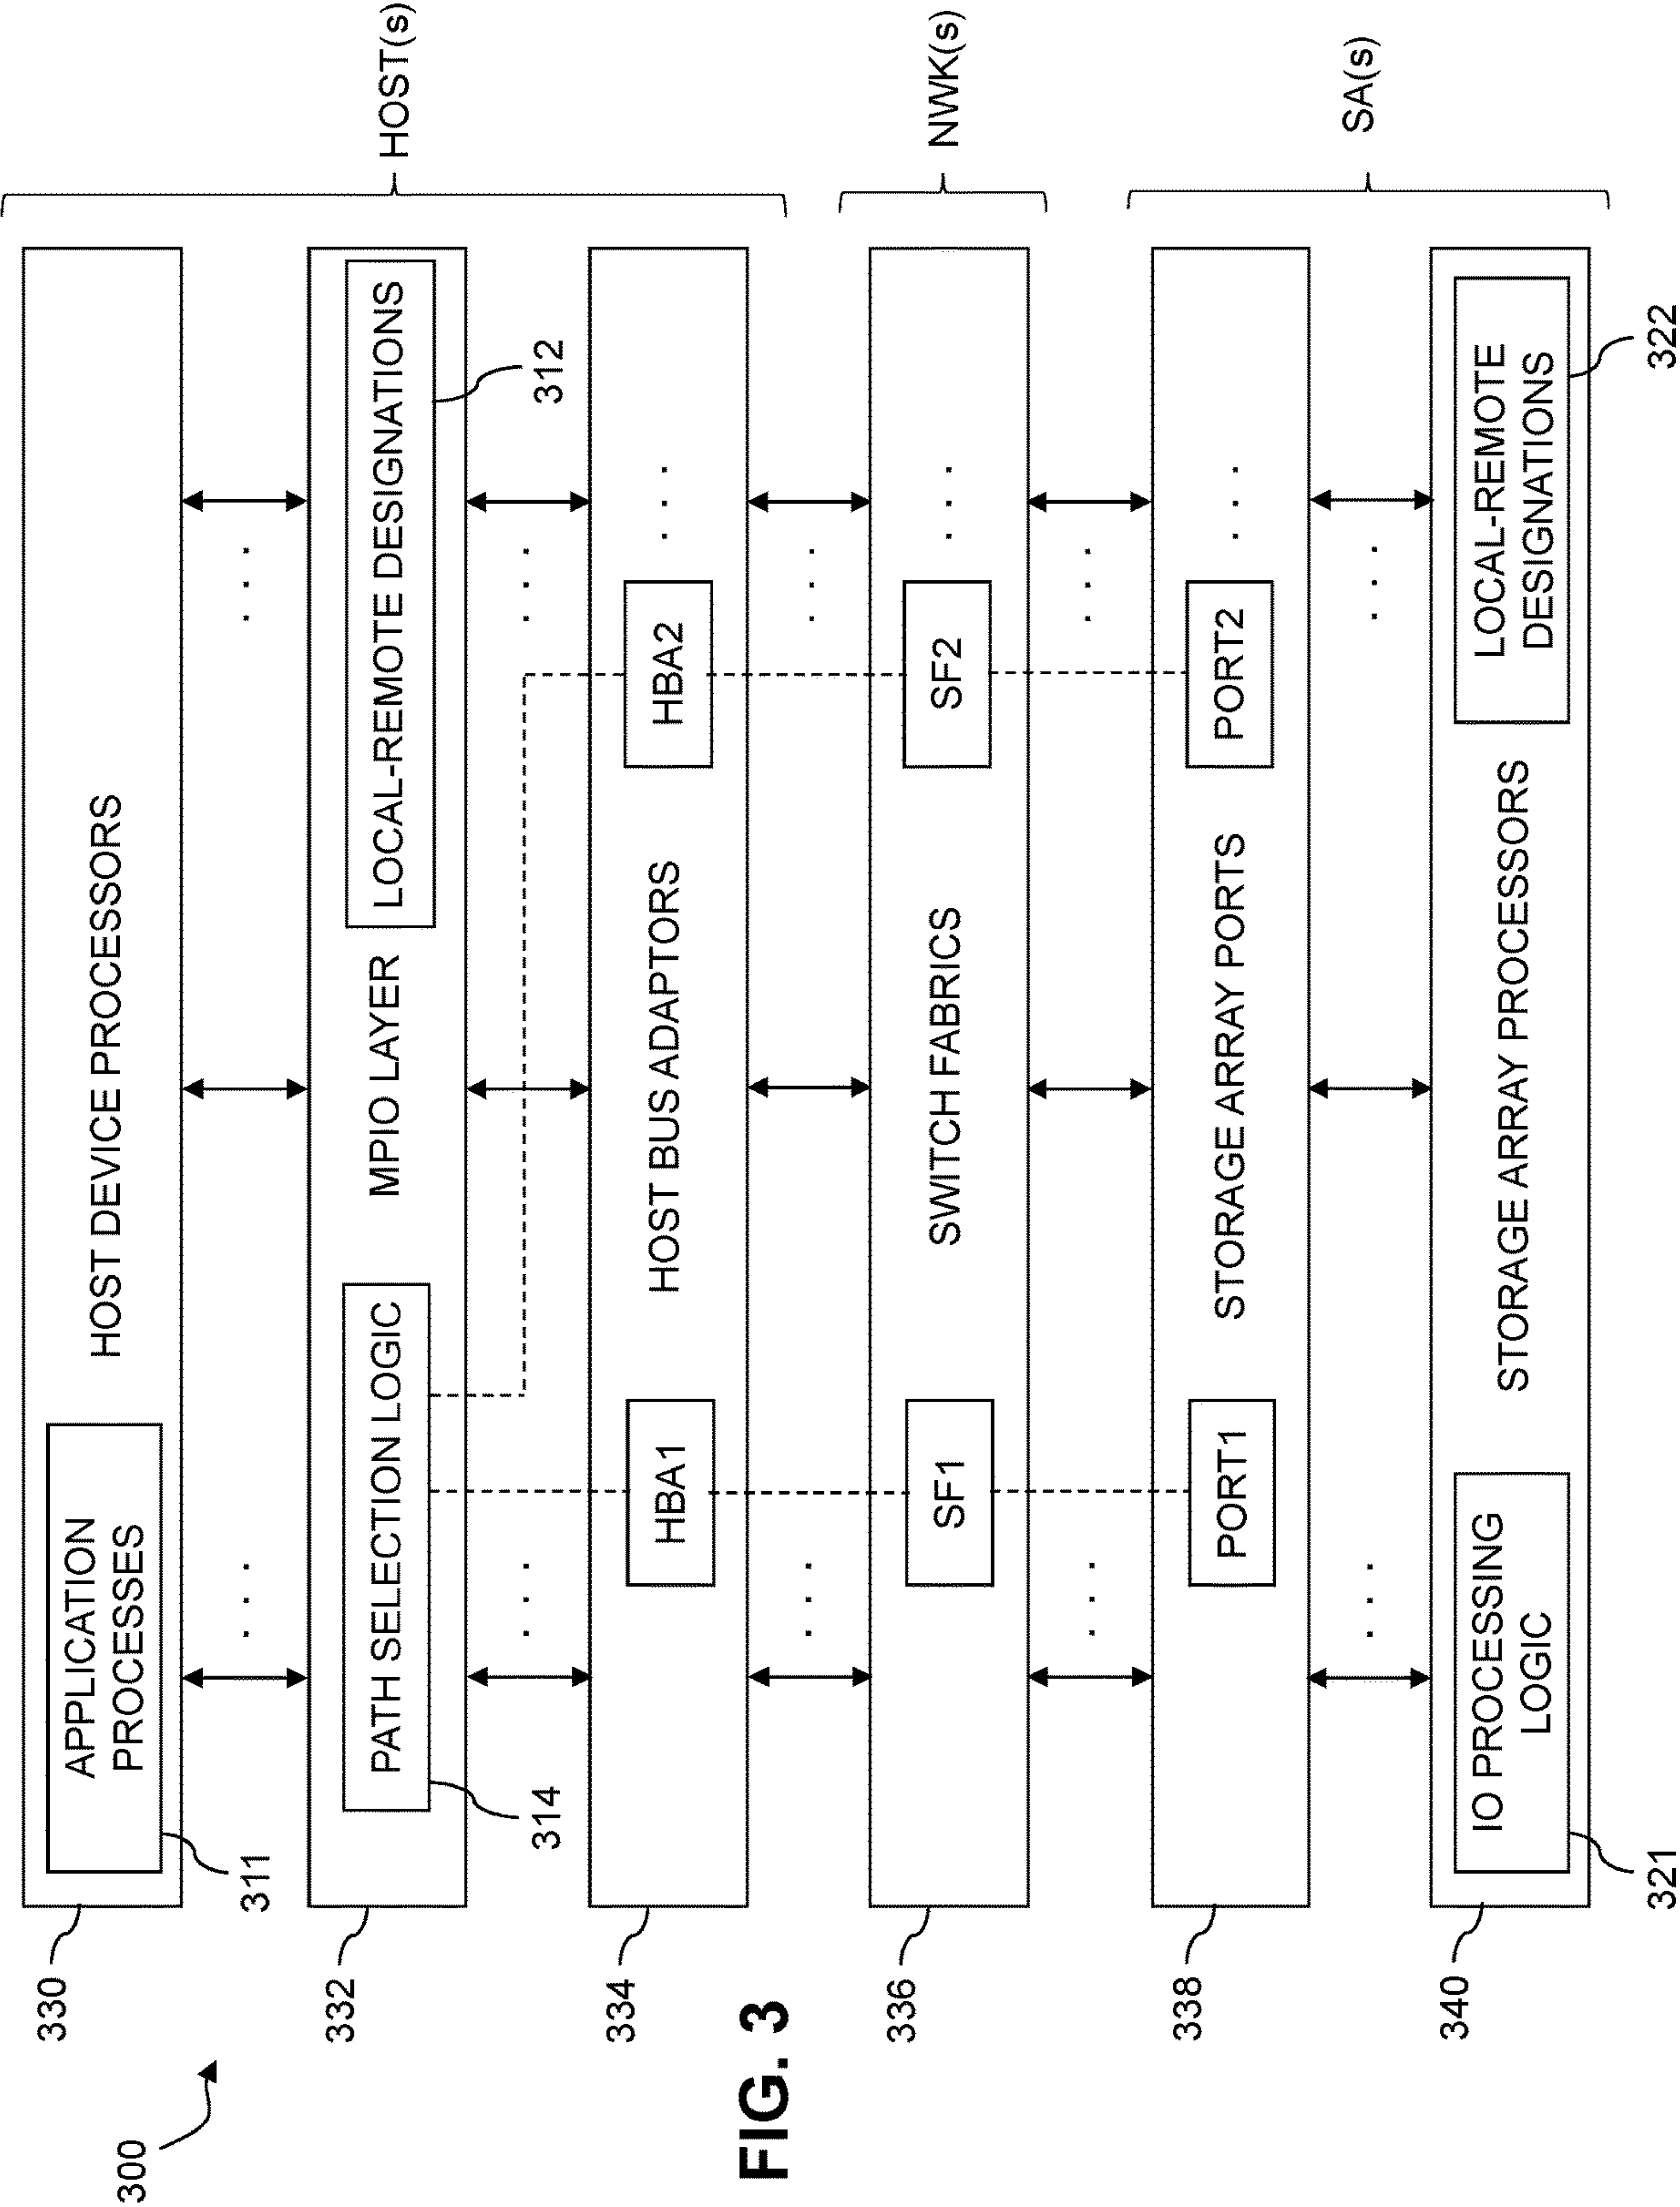 300
330
HOST DEVICE PROCESSORS
APPLICATION
PROCESSES
311
HOST(s)
332
PATH SELECTION LOGIC
314
MPIO LAYER
LOCAL-REMOTE DESIGNATIONS
312
334
HBA1
HOST BUS ADAPTORS
HBA2
336
SF1
SWITCH FABRICS
SF2
NWK(s)
338
PORT1
STORAGE ARRAY PORTS
PORT2
SA(s)
340
IO PROCESSING
LOGIC
321
STORAGE ARRAY PROCESSORS
LOCAL-REMOTE
DESIGNATIONS
322
FIG. 3